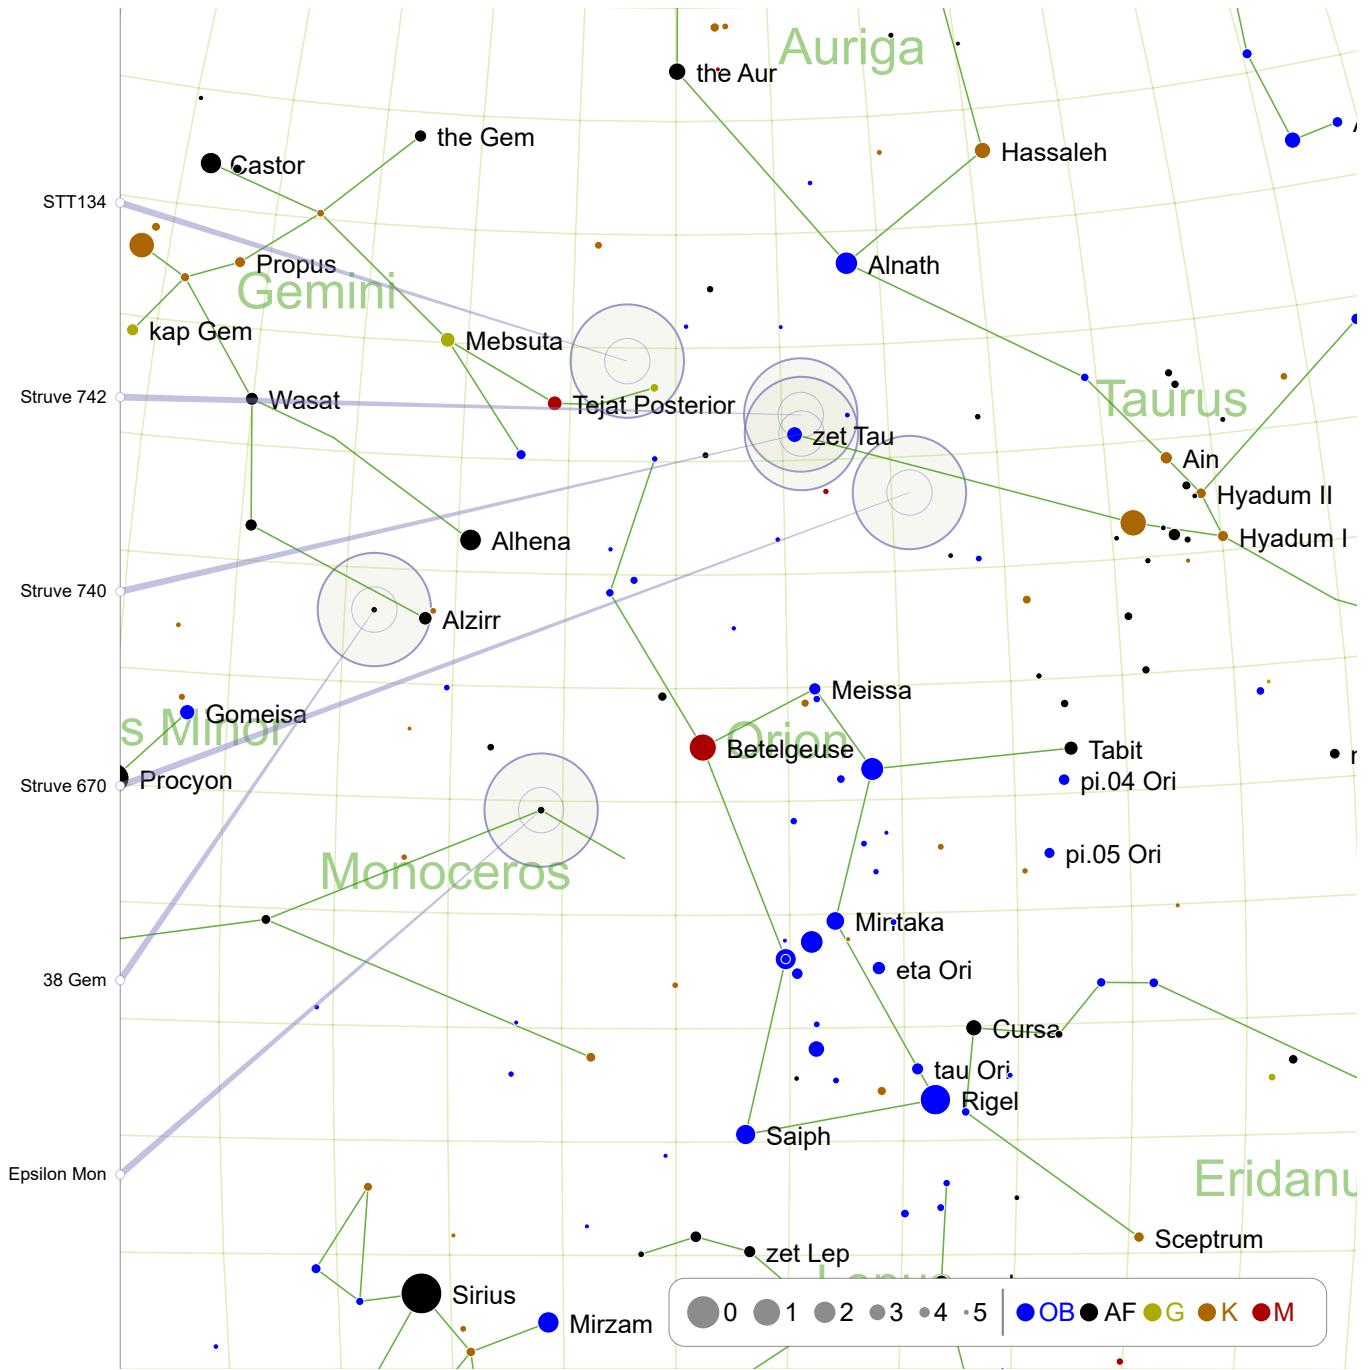 Auriga
the Aur
the Gem
Hassaleh
Castor
STT134
Propus
Alnath
Gemini
kap Gem
Mebsuta
Struve 742
Wasat
Tejat Posterior
Taurus
zet Tau
Ain
Hyadum II
Alhena
Hyadum I
Struve 740
Alzirr
Meissa
Gomeisa
s Minor
Orion
Betelgeuse
Tabit
Procyon
Struve 670
pi.04 Ori
pi.05 Ori
Monoceros
Mintaka
eta Ori
38 Gem
Cursa
tau Ori
Rigel
Saiph
Epsilon Mon
Eridanu
Sceptrum
zet Lep
Sirius
Mirzam
0 1 2 3 4 5 OB AF G K M